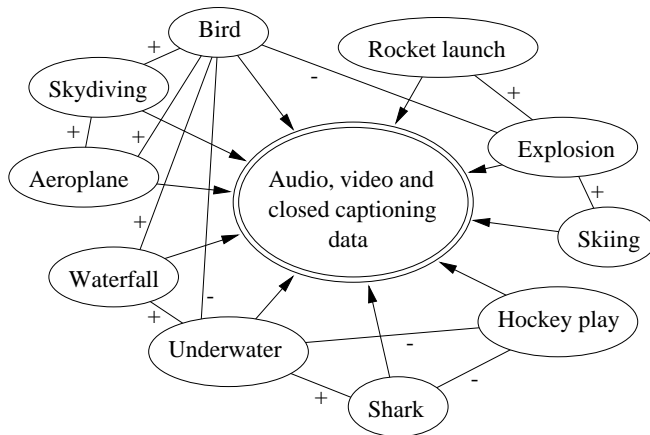 Bird
Rocket launch
+
-
Skydiving
+
+
+
Explosion
Aeroplane
Audio, video and
closed captioning
data
+
+
Skiing
Waterfall
-
+
Hockey play
Underwater
-
-
+
Shark